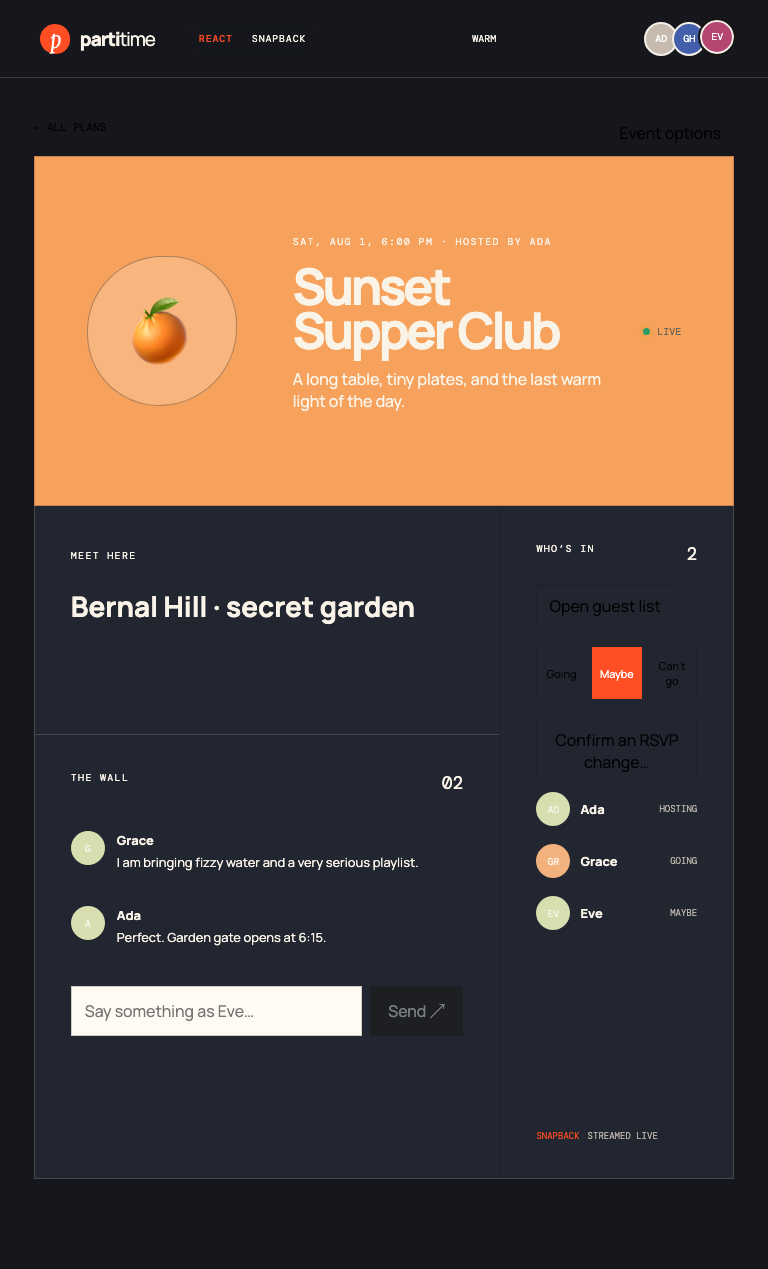 p partitime REACT SNAPBACK WARM AD GH EV
← ALL PLANS
Event options
SAT, AUG 1, 6:00 PM · HOSTED BY ADA
Sunset
Supper Club
LIVE
A long table, tiny plates, and the last warm
light of the day.
MEET HERE
Bernal Hill · secret garden
THE WALL 02
G Grace
I am bringing fizzy water and a very serious playlist.
A Ada
Perfect. Garden gate opens at 6:15.
Say something as Eve…
Send ↗
WHO’S IN 2
Open guest list
Going Maybe Can’t
go
Confirm an RSVP
change…
AD Ada HOSTING
GR Grace GOING
EV Eve MAYBE
SNAPBACK STREAMED LIVE